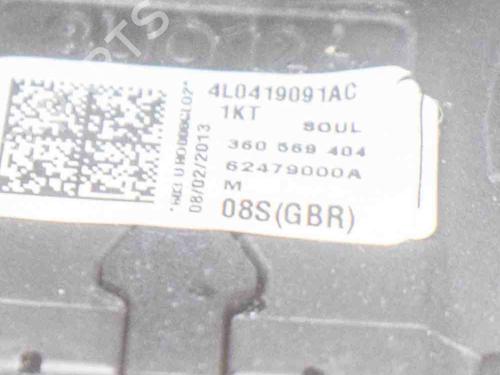 4L0419091AC
1KT SOUL
360 569 404
62479000A
M
08S(GBR)
08/02/2013